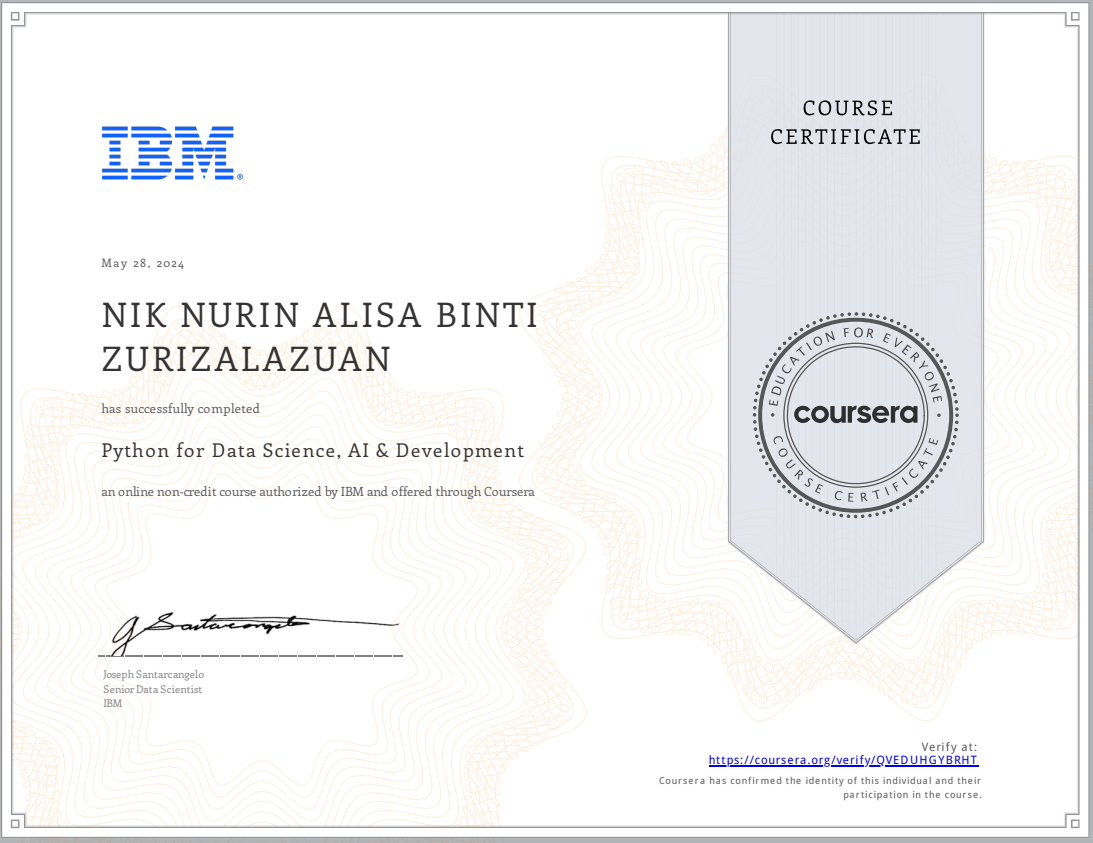 COURSE
CERTIFICATE
IBM®
May 28, 2024
NIK NURIN ALISA BINTI
ZURIZALAZUAN
has successfully completed
Python for Data Science, AI & Development
an online non-credit course authorized by IBM and offered through Coursera
• EDUCATION FOR EVERYONE •
coursera
COURSE CERTIFICATE
J Santarcangelo
Joseph Santarcangelo
Senior Data Scientist
IBM
Verify at:
https://coursera.org/verify/QVEDUHGYBRHT
Coursera has confirmed the identity of this individual and their
participation in the course.